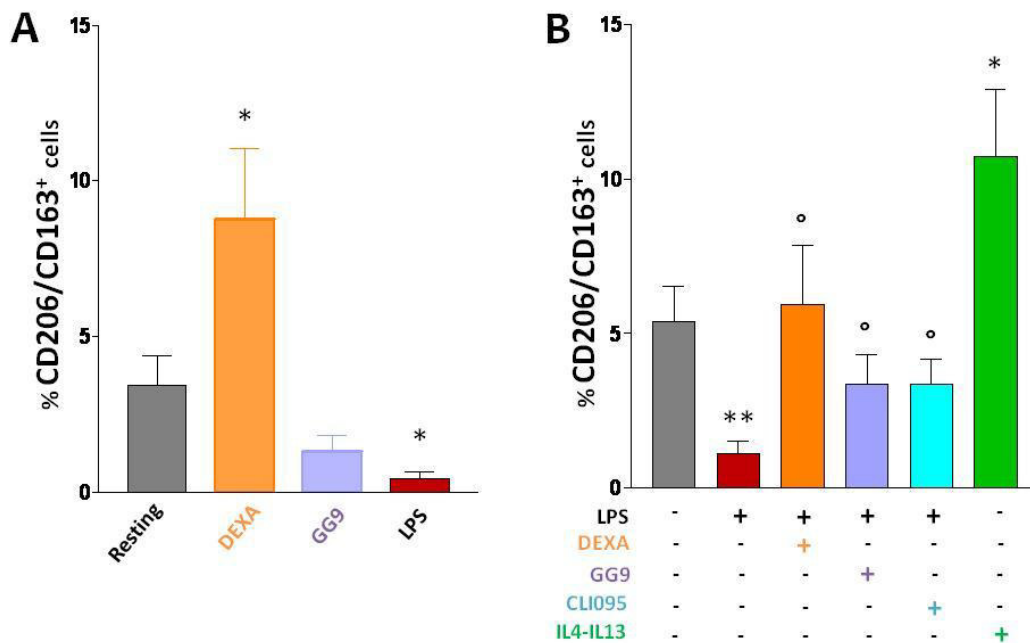 A
% CD206/CD163+ cells
15
10
5
0
*
*
Resting
DEXA
GG9
LPS
B
% CD206/CD163+ cells
15
10
5
0
**
°
°
°
*
LPS - + + + + -
DEXA - - + - - -
GG9 - - - + - -
CLI095 - - - - + -
IL4-IL13 - - - - - +